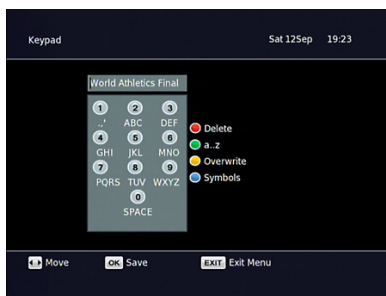 Keypad Sat 12Sep 19:23
World Athletics Final
1 2 3
.,' ABC DEF
4 5 6
GHI JKL MNO
7 8 9
PQRS TUV WXYZ
0
SPACE
Delete
a..z
Overwrite
Symbols
Move OK Save EXIT Exit Menu